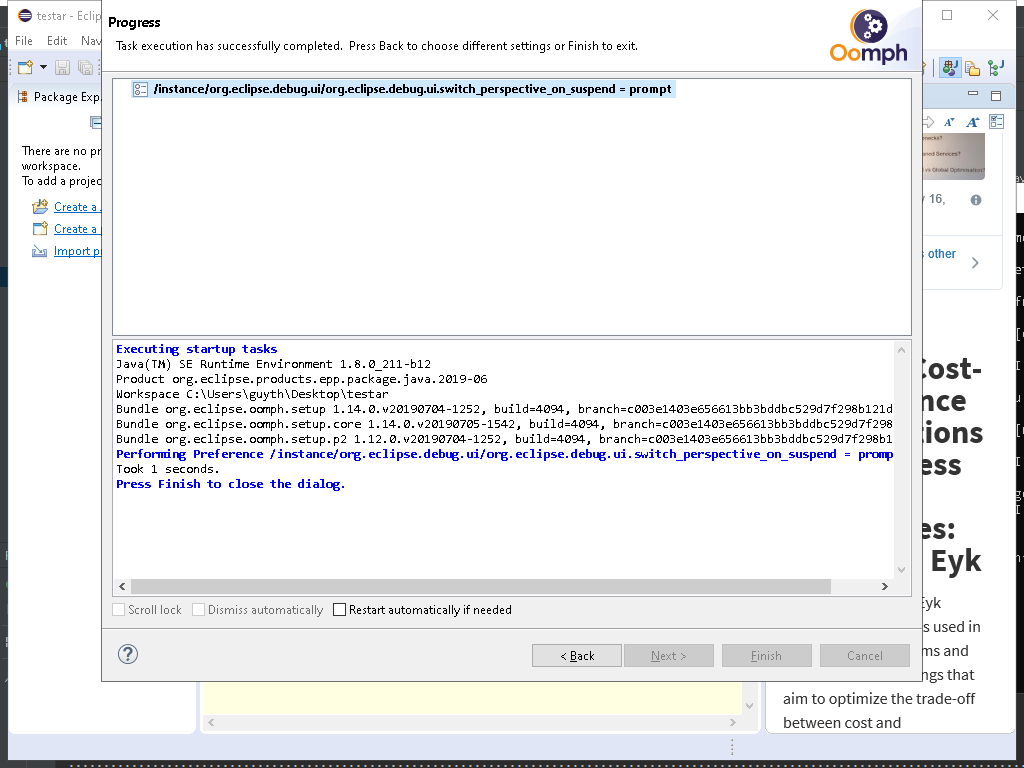 testar - Eclip
File Edit Nav
Package Exp
There are no pr
workspace.
To add a projec
Create a
Create a
Import p
Progress
Task execution has successfully completed. Press Back to choose different settings or Finish to exit.
Oomph
/instance/org.eclipse.debug.ui/org.eclipse.debug.ui.switch_perspective_on_suspend = prompt
Executing startup tasks
Java(TM) SE Runtime Environment 1.8.0_211-b12
Product org.eclipse.products.epp.package.java.2019-06
Workspace C:\Users\guyth\Desktop\testar
Bundle org.eclipse.oomph.setup 1.14.0.v20190704-1252, build=4094, branch=c003e1403e656613bb3bddbc529d7f298b121d
Bundle org.eclipse.oomph.setup.core 1.14.0.v20190705-1542, build=4094, branch=c003e1403e656613bb3bddbc529d7f298
Bundle org.eclipse.oomph.setup.p2 1.12.0.v20190704-1252, build=4094, branch=c003e1403e656613bb3bddbc529d7f298b1
Performing Preference /instance/org.eclipse.debug.ui/org.eclipse.debug.ui.switch_perspective_on_suspend = promp
Took 1 seconds.
Press Finish to close the dialog.
Scroll lock Dismiss automatically Restart automatically if needed
< Back Next > Finish Cancel
ered Services?
vs Global Optimisation?
16,
other
Cost-
nce
tions
ess
es:
Eyk
Eyk
s used in
ms and
ngs that
aim to optimize the trade-off
between cost and